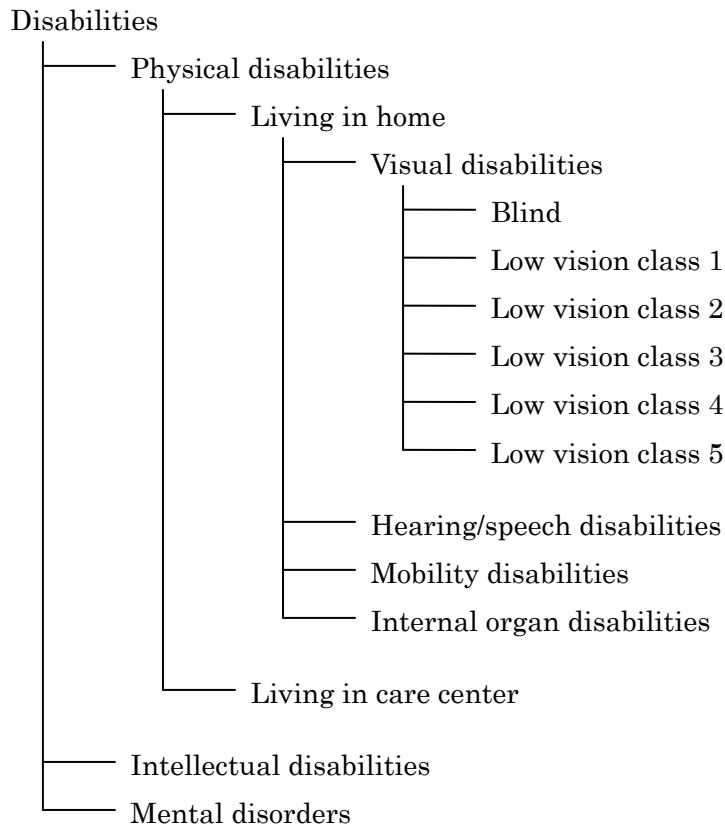 Disabilities
Physical disabilities
Living in home
Visual disabilities
Blind
Low vision class 1
Low vision class 2
Low vision class 3
Low vision class 4
Low vision class 5
Hearing/speech disabilities
Mobility disabilities
Internal organ disabilities
Living in care center
Intellectual disabilities
Mental disorders